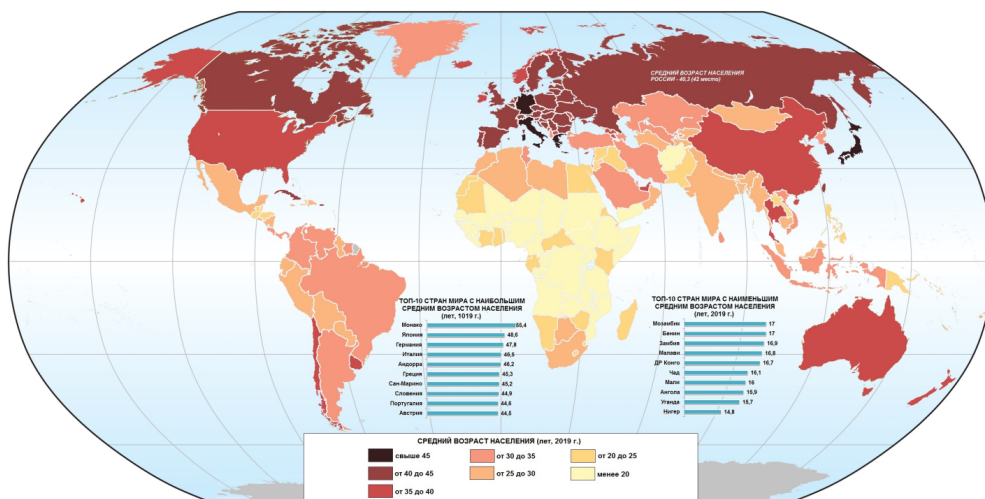 СРЕДНИЙ ВОЗРАСТ НАСЕЛЕНИЯ
РОССИИ - 40,3 (42 место)
ТОП-10 СТРАН МИРА С НАИБОЛЬШИМ
СРЕДНИМ ВОЗРАСТОМ НАСЕЛЕНИЯ
(лет, 1019 г.)
Монако 55,4
Япония 48,6
Германия 47,8
Италия 46,5
Андорра 46,2
Греция 45,3
Сан-Марино 45,2
Словения 44,9
Португалия 44,6
Австрия 44,5
ТОП-10 СТРАН МИРА С НАИМЕНЬШИМ
СРЕДНИМ ВОЗРАСТОМ НАСЕЛЕНИЯ
(лет, 2019 г.)
Мозамбик 17
Бенин 17
Замбия 16,9
Малави 16,8
ДР Конго 16,7
Чад 16,1
Мали 16
Ангола 15,9
Уганда 15,7
Нигер 14,8
СРЕДНИЙ ВОЗРАСТ НАСЕЛЕНИЯ (лет, 2019 г.)
свыше 45 от 30 до 35 от 20 до 25
от 40 до 45 от 25 до 30 менее 20
от 35 до 40